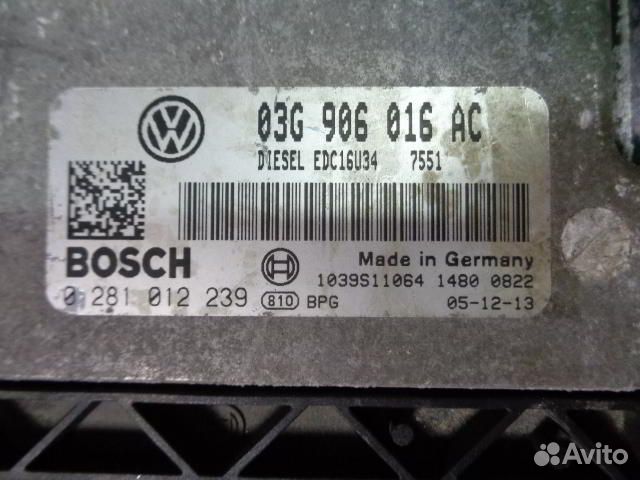 03G 906 016 AC
DIESEL EDC16U34 7551
BOSCH
Made in Germany
1039S11064 1480 0822
0 281 012 239 810 BPG 05-12-13
Avito